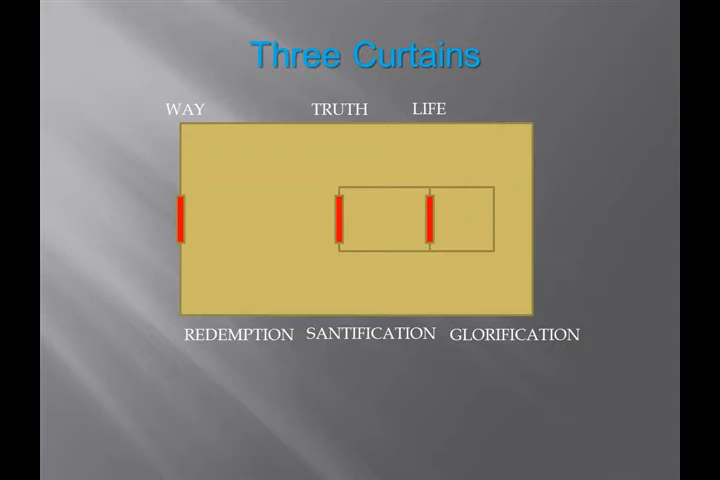 Three Curtains
WAY TRUTH LIFE
REDEMPTION SANTIFICATION GLORIFICATION